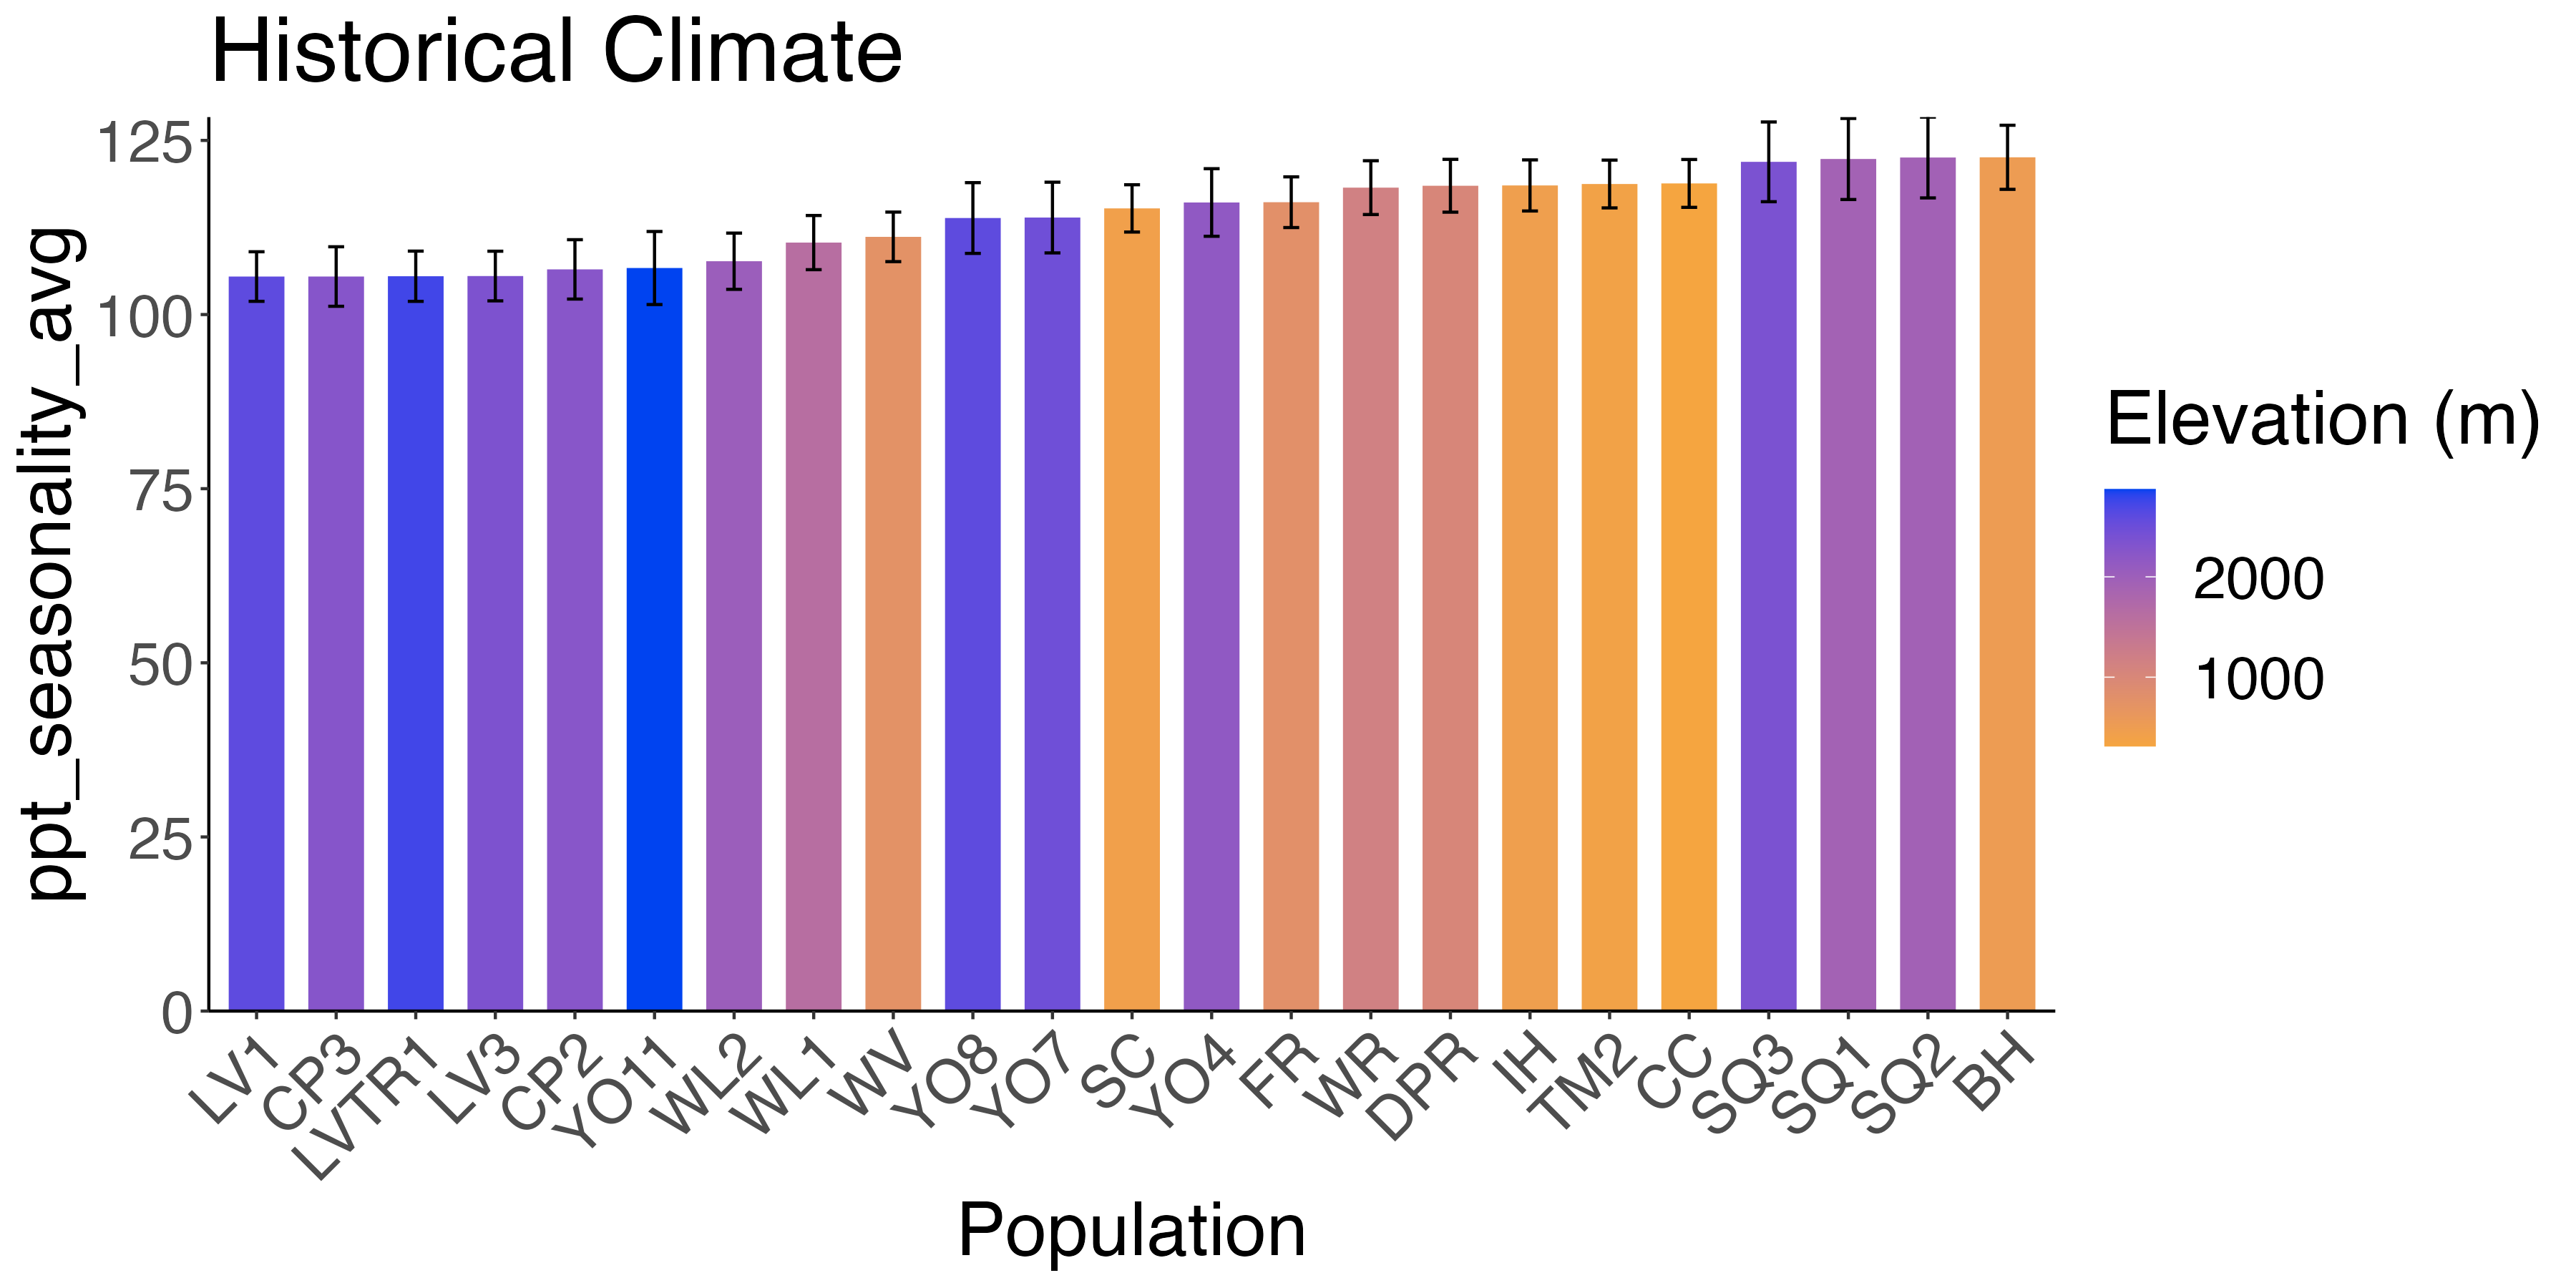 Historical Climate
ppt_seasonality_avg
125
100
75
50
25
0
LV1
CP3
LVTR1
LV3
CP2
YO11
WL2
WL1
WV
YO8
YO7
SC
YO4
FR
WR
DPR
IH
TM2
CC
SQ3
SQ1
SQ2
BH
Population
Elevation (m)
2000
1000